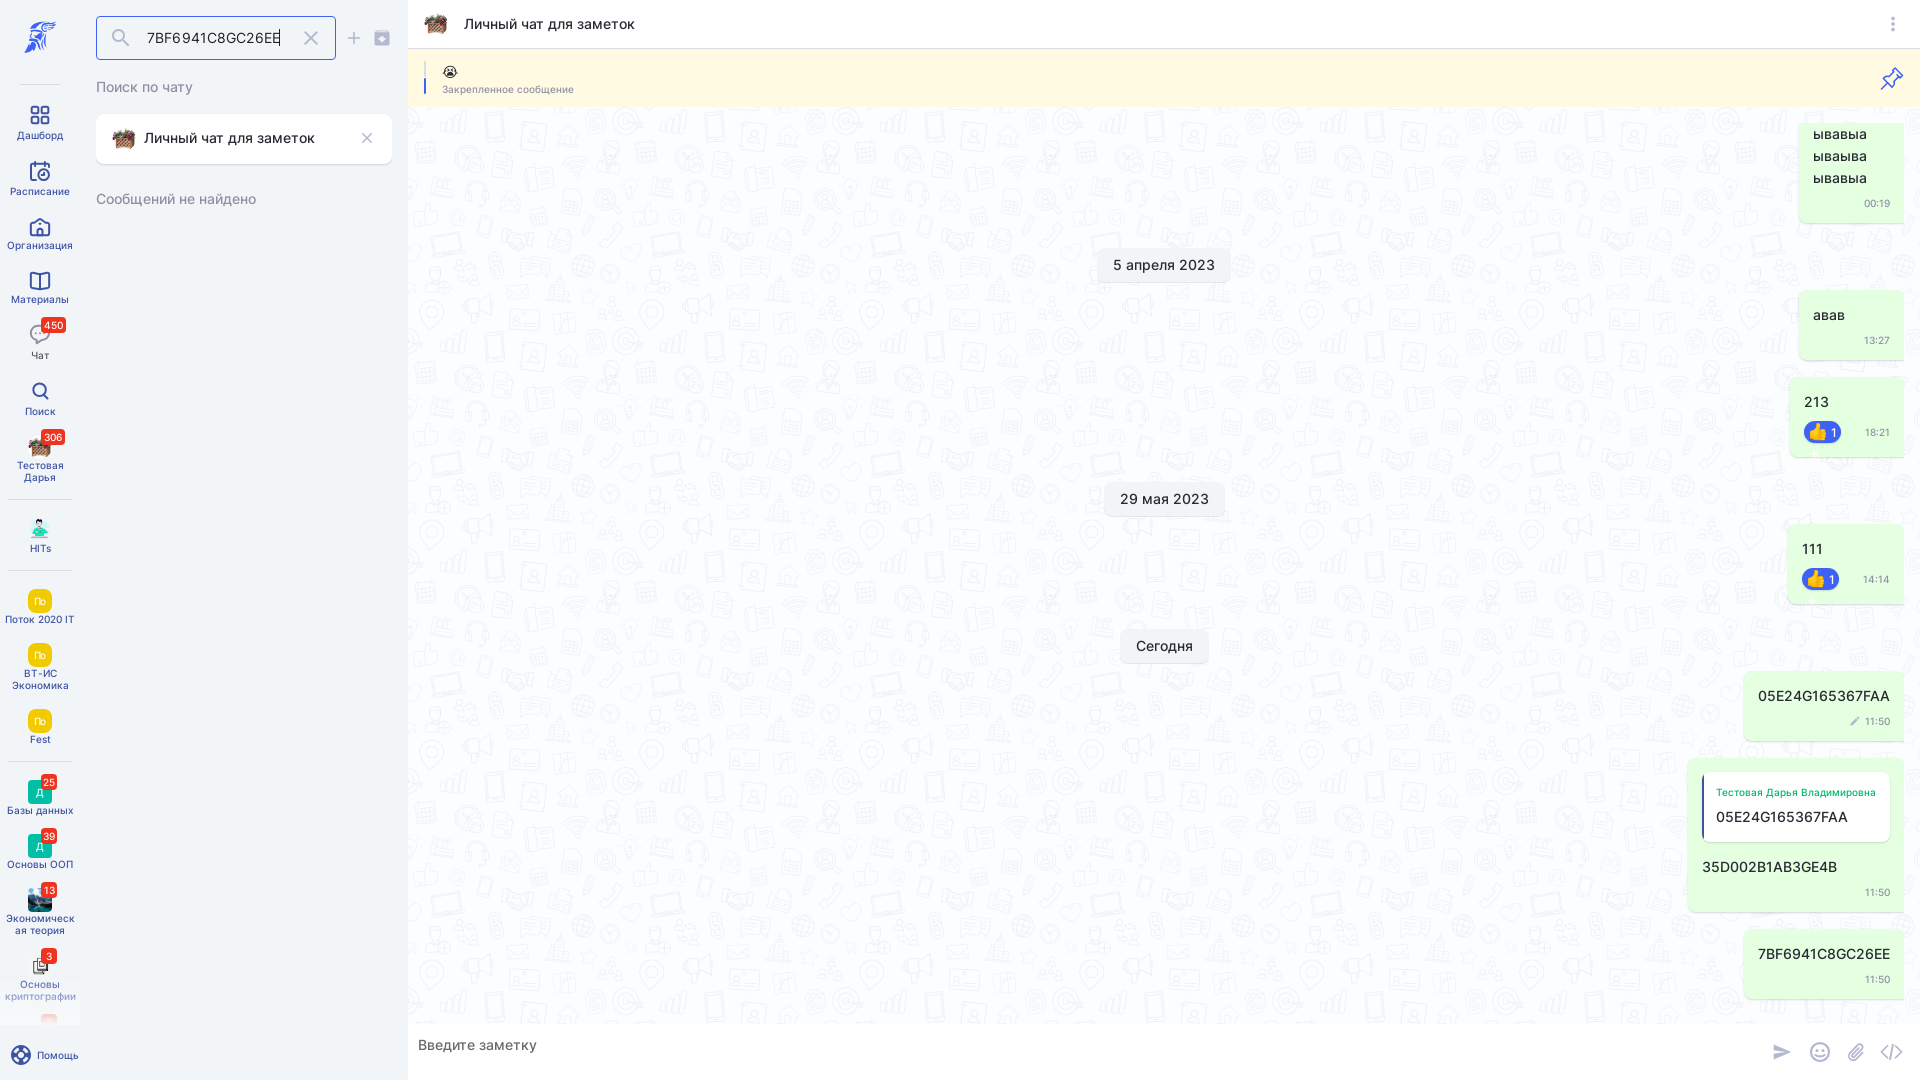 Дашборд
Расписание
Организация
Материалы
450
Чат
Поиск
306
Тестовая
Дарья
HITs
По
Поток 2020 IT
По
ВТ-ИС
Экономика
По
Fest
25
Д
Базы данных
39
Д
Основы ООП
13
Экономическ
ая теория
3
Основы
криптографии
Помощь
7BF6941C8GC26EE
Поиск по чату
Личный чат для заметок
Сообщений не найдено
Личный чат для заметок
😭
Закрепленное сообщение
ывавыа
ываыва
ывавыа
00:19
5 апреля 2023
авав
13:27
213
👍 1
18:21
29 мая 2023
111
👍 1
14:14
Сегодня
05E24G165367FAA
11:50
Тестовая Дарья Владимировна
05E24G165367FAA
35D002B1AB3GE4B
11:50
7BF6941C8GC26EE
11:50
Введите заметку